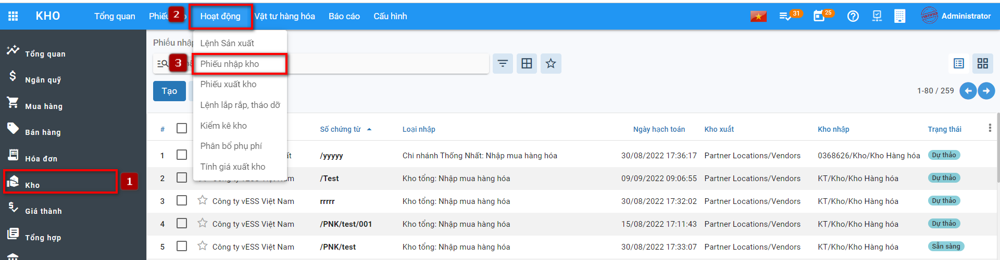 KHO Tổng quan Phiếu 2 Hoạt động Vật tư hàng hóa Báo cáo Cấu hình 31 25 Administrator
Tổng quan
Ngân quỹ
Mua hàng
Bán hàng
Hóa đơn
Kho 1
Giá thành
Tổng hợp
Phiếu nhập
3
Lệnh Sản xuất
Phiếu nhập kho
Phiếu xuất kho
Lệnh lắp rắp, tháo dỡ
Kiểm kê kho
Phân bổ phụ phí
Tính giá xuất kho
Tạo
1-80 / 259
# Số chứng từ Loại nhập Ngày hạch toán Kho xuất Kho nhập Trạng thái
1 /yyyyy Chi nhánh Thống Nhất: Nhập mua hàng hóa 30/08/2022 17:36:17 Partner Locations/Vendors 0368626/Kho/Kho Hàng hóa Dự thảo
2 Công ty vESS Việt Nam /Test Kho tổng: Nhập mua hàng hóa 09/09/2022 09:06:55 Partner Locations/Vendors KT/Kho/Kho Hàng hóa Dự thảo
3 Công ty vESS Việt Nam rrrrr Kho tổng: Nhập mua hàng hóa 30/08/2022 17:32:02 Partner Locations/Vendors KT/Kho/Kho Hàng hóa Dự thảo
4 Công ty vESS Việt Nam /PNK/test/001 Kho tổng: Nhập mua hàng hóa 15/08/2022 17:11:43 Partner Locations/Vendors KT/Kho/Kho Hàng hóa Dự thảo
5 Công ty vESS Việt Nam /PNK/test Kho tổng: Nhập mua hàng hóa 30/08/2022 17:33:07 Partner Locations/Vendors KT/Kho/Kho Hàng hóa Sẵn sàng